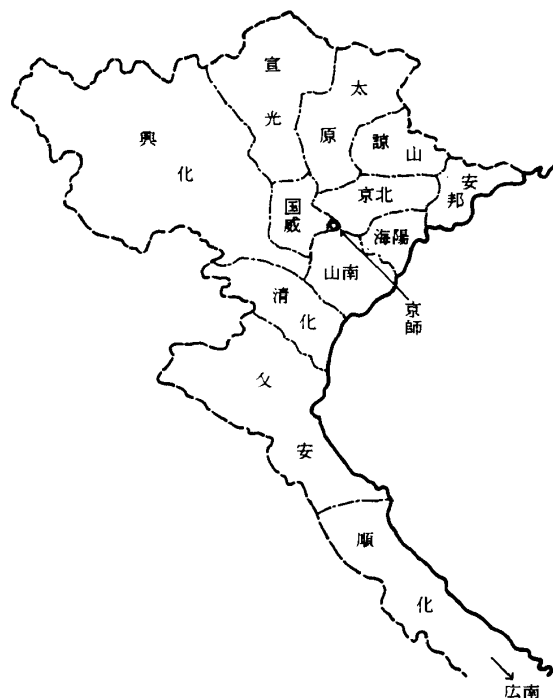 宣光
太原
興化
諒山
安邦
京北
国威
海陽
山南
京師
清化
乂安
順化
広南